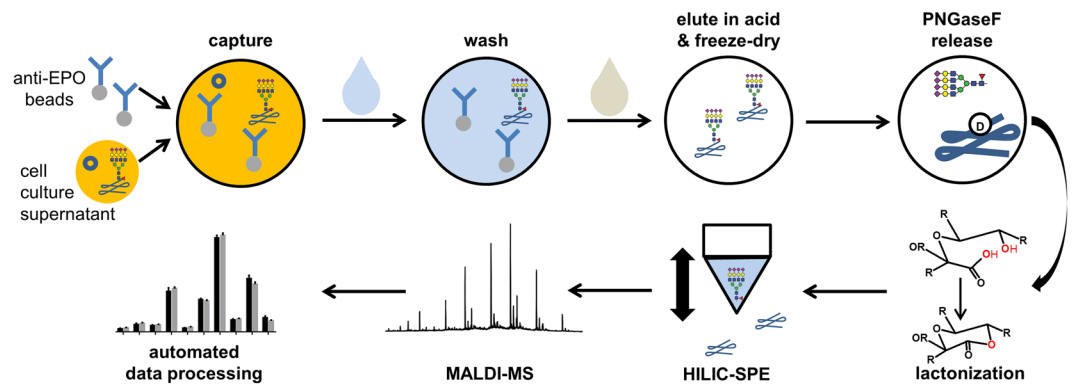 capture
wash
elute in acid
& freeze-dry
PNGaseF
release
anti-EPO
beads
cell
culture
supernatant
D
R
O
R
OR
OH
OH
R
O
R
O
R
OR
O
R
O
automated
data processing
MALDI-MS
HILIC-SPE
lactonization